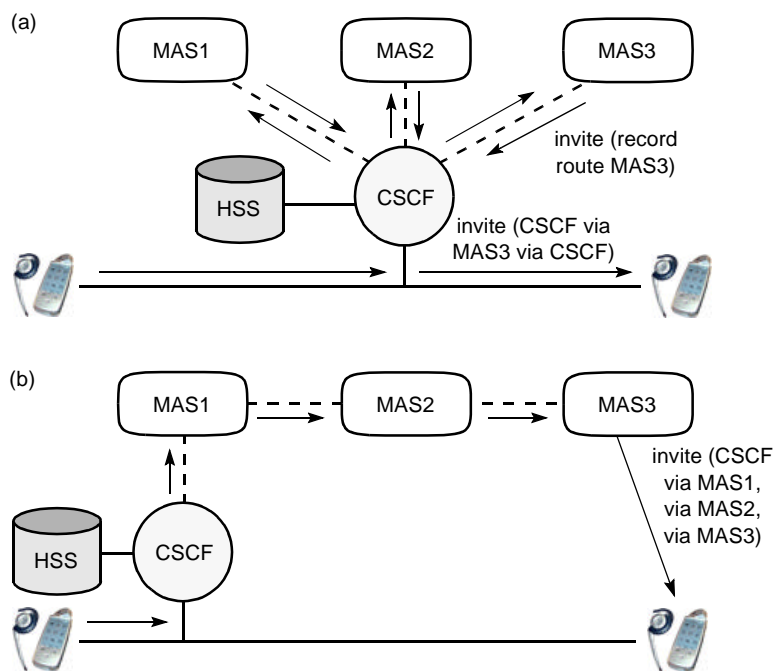 (a)
MAS1
MAS2
MAS3
invite (record
route MAS3)
HSS
CSCF
invite (CSCF via
MAS3 via CSCF)
(b)
MAS1
MAS2
MAS3
invite (CSCF
via MAS1,
via MAS2,
via MAS3)
HSS
CSCF